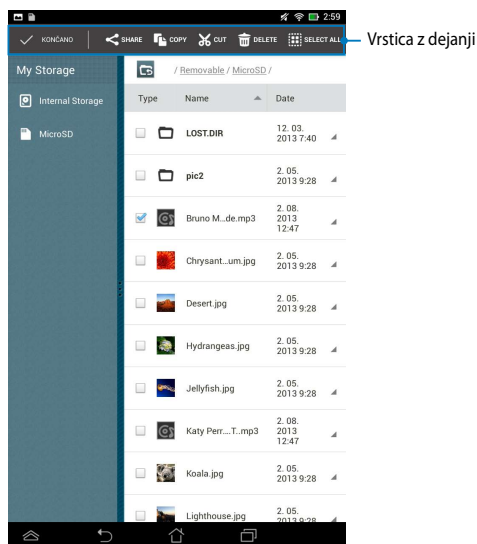 2:59
KONČANO SHARE COPY CUT DELETE SELECT ALL
Vrstica z dejanji
My Storage
/ Removable / MicroSD /
Internal Storage
MicroSD
Type Name Date
LOST.DIR 12. 03. 2013 7:40
pic2 2. 05. 2013 9:28
Bruno M...de.mp3 2. 08. 2013 12:47
Chrysant...um.jpg 2. 05. 2013 9:28
Desert.jpg 2. 05. 2013 9:28
Hydrangeas.jpg 2. 05. 2013 9:28
Jellyfish.jpg 2. 05. 2013 9:28
Katy Perr....T..mp3 2. 08. 2013 12:47
Koala.jpg 2. 05. 2013 9:28
Lighthouse.jpg 2. 05. 2013 9:28